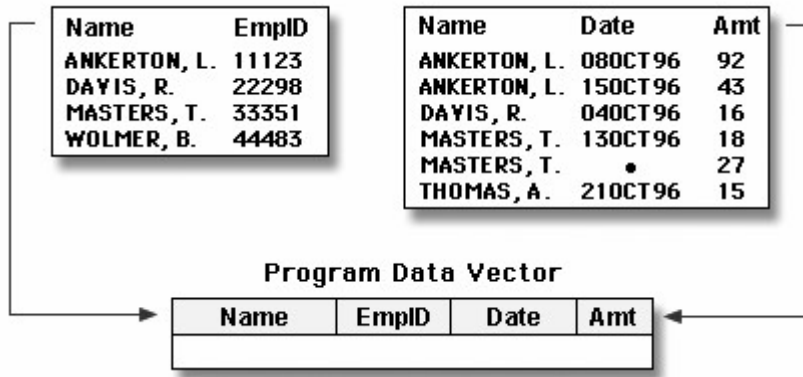 Name EmpID
ANKERTON, L. 11123
DAVIS, R. 22298
MASTERS, T. 33351
WOLMER, B. 44483
Name Date Amt
ANKERTON, L. 08OCT96 92
ANKERTON, L. 15OCT96 43
DAVIS, R. 04OCT96 16
MASTERS, T. 13OCT96 18
MASTERS, T. • 27
THOMAS, A. 21OCT96 15
Program Data Vector
Name EmpID Date Amt